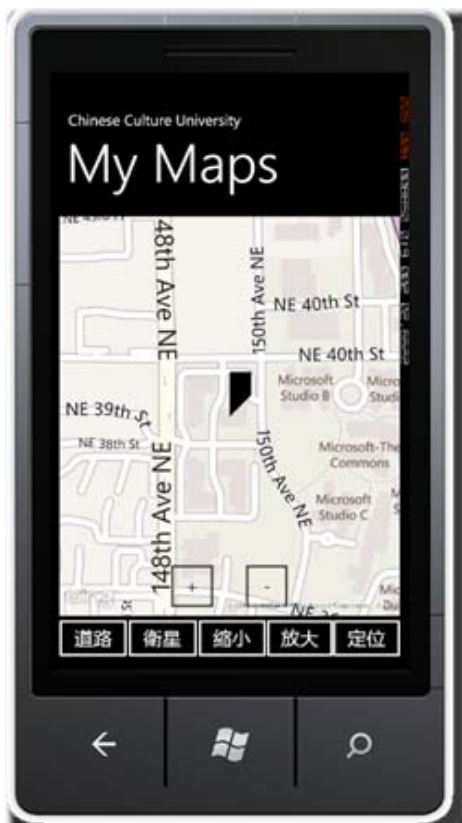 Chinese Culture University
My Maps
148th Ave NE
150th Ave NE
NE 40th St
NE 40th St
Microsoft
Studio B
NE 39th St
NE 38th St
150th Ave NE
Microsoft-The
Commons
148th Ave NE
Microsoft
Studio C
+
-
道路
衛星
縮小
放大
定位